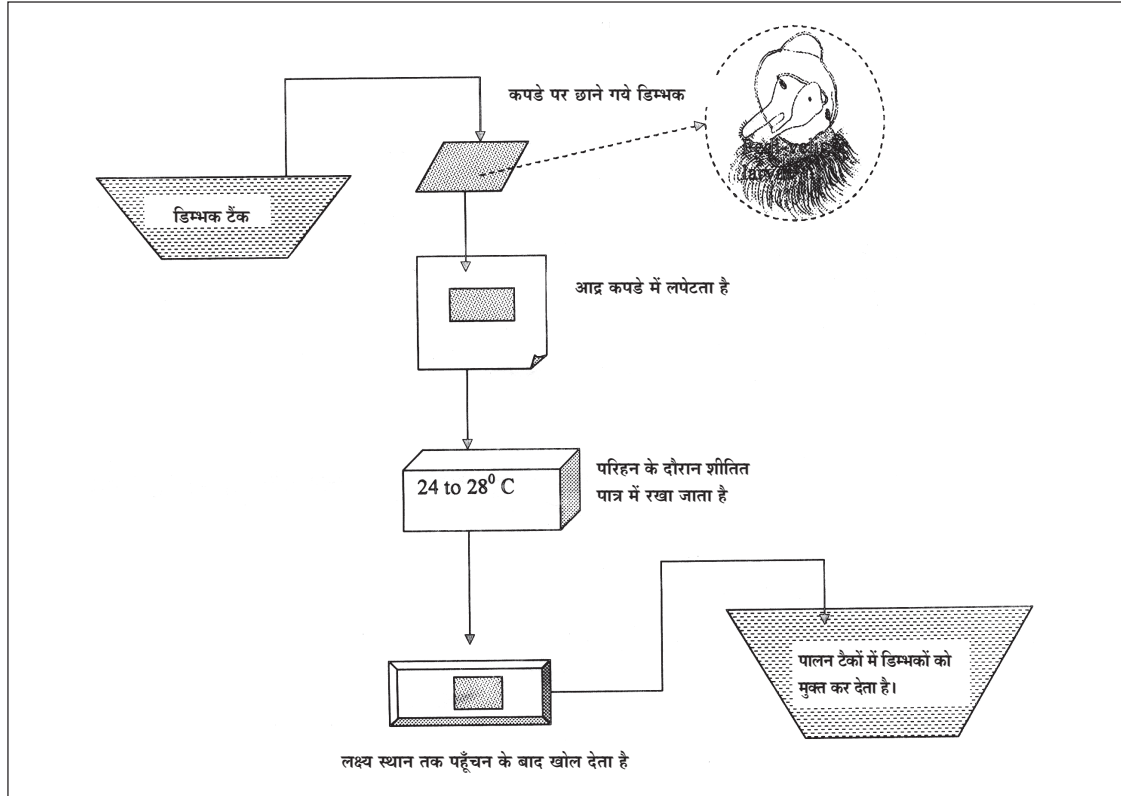 कपडे पर छाने गये डिम्भक
larvae
डिम्भक टैंक
आद्र कपडे में लपेटता है
24 to 28⁰ C
परिहन के दौरान शीतित
पात्र में रखा जाता है
पालन टैकों में डिम्भकों को
मुक्त कर देता है।
लक्ष्य स्थान तक पहूँचन के बाद खोल देता है